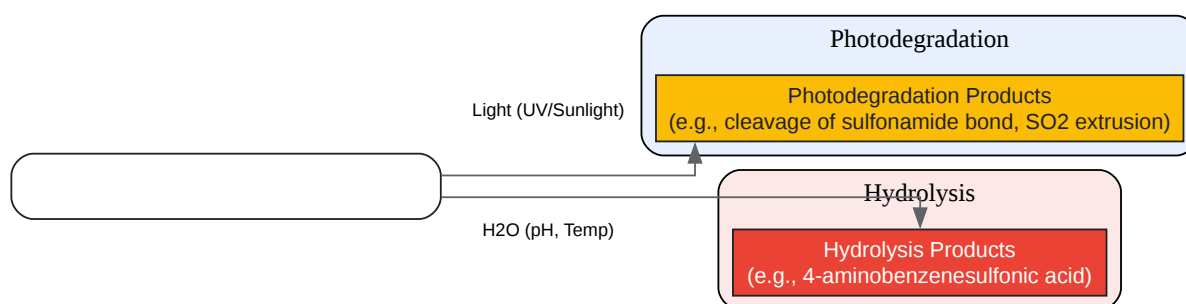 Photodegradation
Photodegradation Products
(e.g., cleavage of sulfonamide bond, SO2 extrusion)
Light (UV/Sunlight)
Hydrolysis
H2O (pH, Temp)
Hydrolysis Products
(e.g., 4-aminobenzenesulfonic acid)